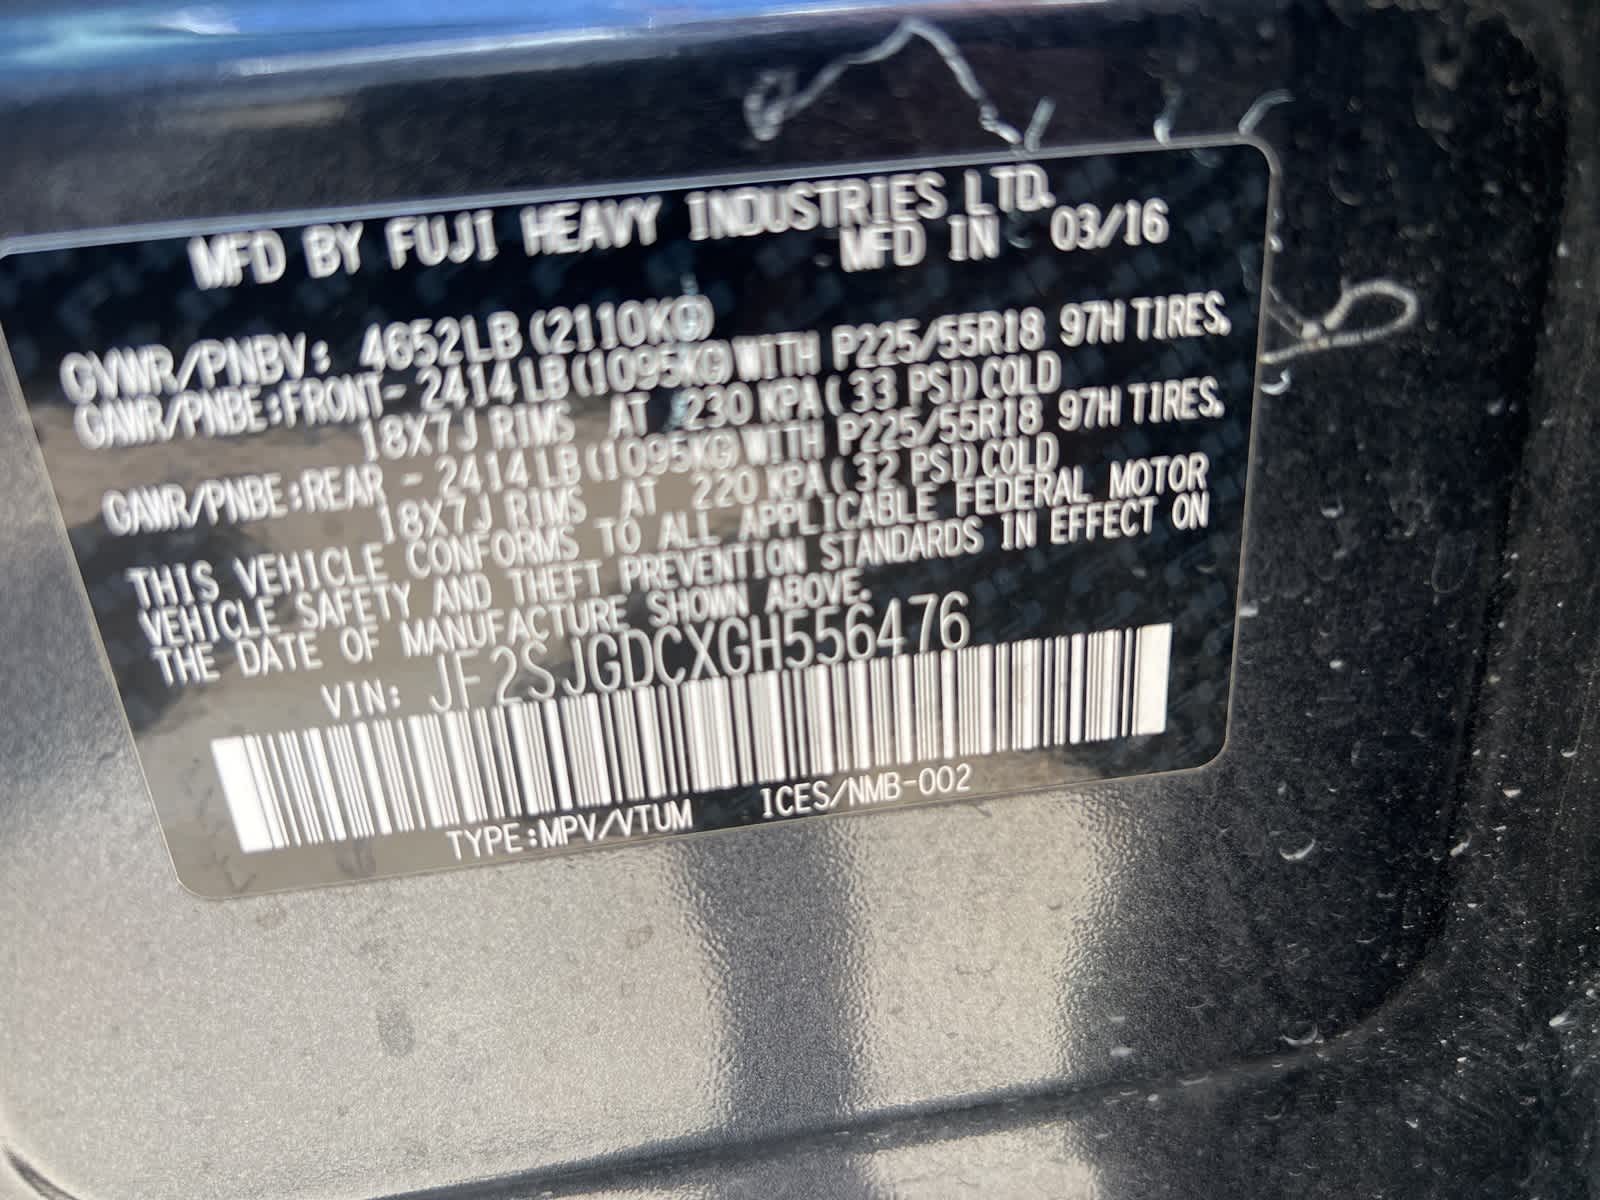 MFD BY FUJI HEAVY INDUSTRIES LTD.
MFD IN 03/16
GVWR/PNBV: 4652LB (2110KG)
GAWR/PNBE:FRONT- 2414LB(1095KG)WITH P225/55R18 97H TIRES.
18X7J RIMS AT 230 KPA( 33 PSI)COLD
GAWR/PNBE:REAR - 2414LB(1095KG)WITH P225/55R18 97H TIRES.
18X7J RIMS AT 220 KPA( 32 PSI)COLD
THIS VEHICLE CONFORMS TO ALL APPLICABLE FEDERAL MOTOR
VEHICLE SAFETY AND THEFT PREVENTION STANDARDS IN EFFECT ON
THE DATE OF MANUFACTURE SHOWN ABOVE.
VIN: JF2SJGDCXGH556476
TYPE:MPV/VTUM ICES/NMB-002